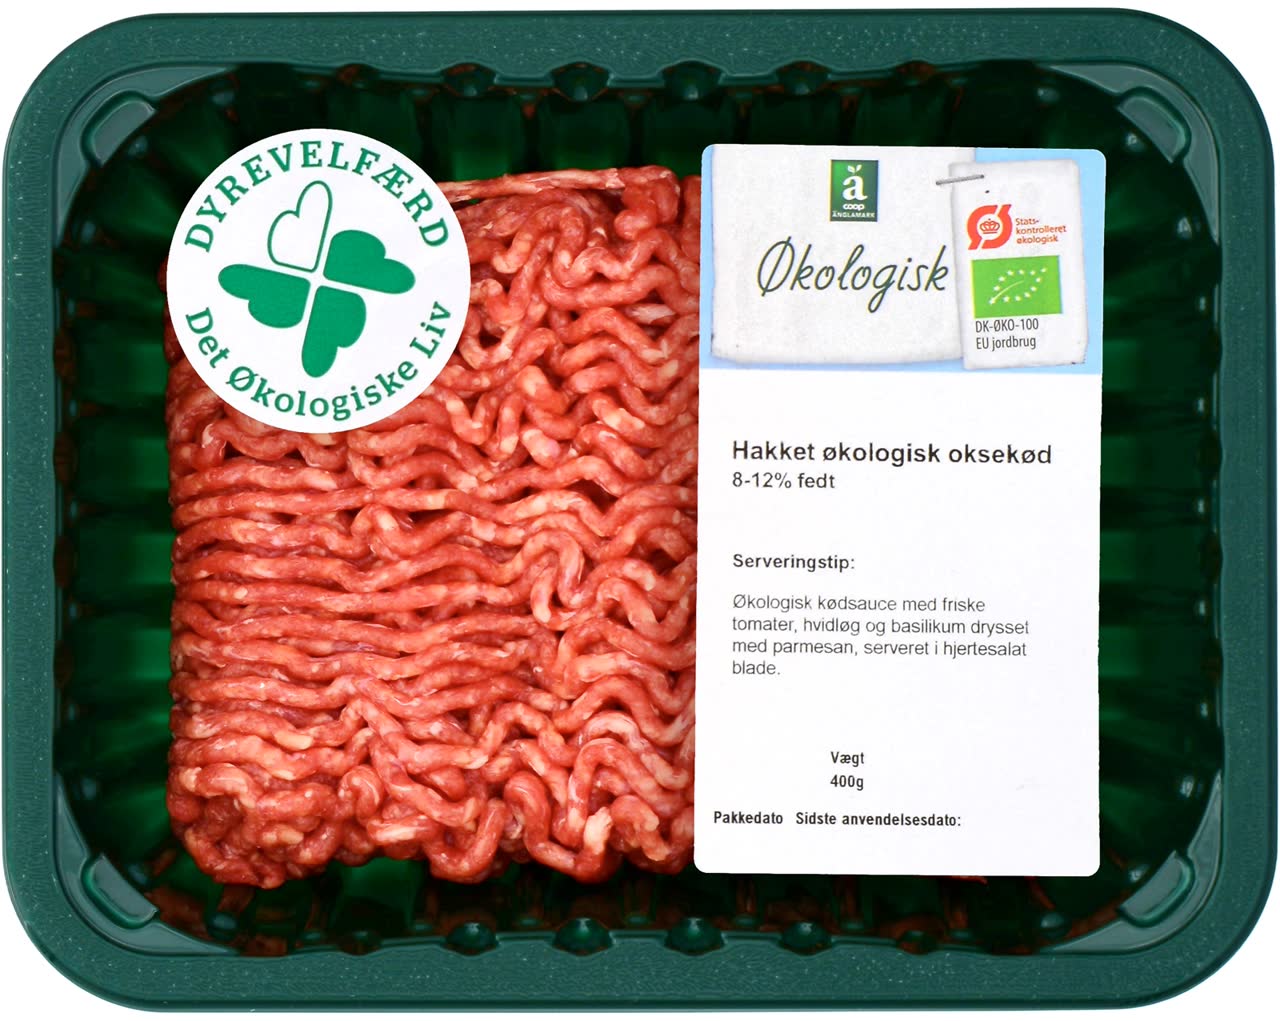 DYREVELFÆRD
Det Økologiske Liv
å
coop
ÄNGLAMARK
Økologisk
Stats-
kontrolleret
økologisk
DK-ØKO-100
EU jordbrug
Hakket økologisk oksekød
8-12% fedt
Serveringstip:
Økologisk kødsauce med friske
tomater, hvidløg og basilikum drysset
med parmesan, serveret i hjertesalat
blade.
Vægt
400g
Pakkedato Sidste anvendelsesdato: